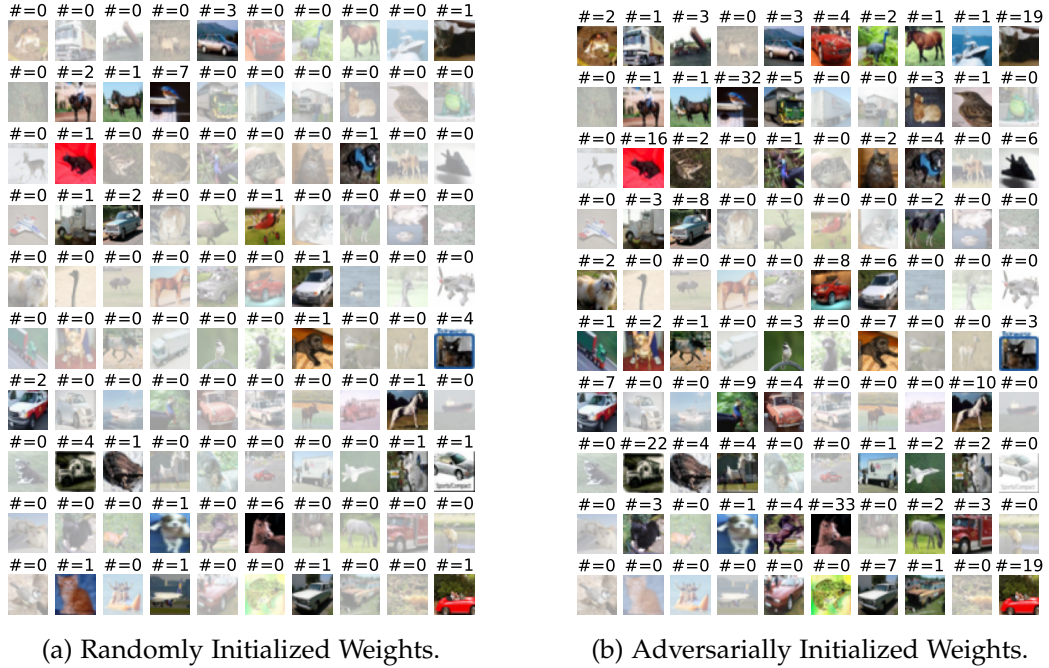 #=0 #=0 #=0 #=0 #=3 #=0 #=0 #=0 #=0 #=1
#=0 #=2 #=1 #=7 #=0 #=0 #=0 #=0 #=0 #=0
#=0 #=1 #=0 #=0 #=0 #=0 #=0 #=1 #=0 #=0
#=0 #=1 #=2 #=0 #=0 #=1 #=0 #=0 #=0 #=0
#=0 #=0 #=0 #=0 #=0 #=0 #=1 #=0 #=0 #=0
#=0 #=0 #=0 #=0 #=0 #=0 #=1 #=0 #=0 #=4
#=2 #=0 #=0 #=0 #=0 #=0 #=0 #=0 #=1 #=0
#=0 #=4 #=1 #=0 #=0 #=0 #=0 #=0 #=1 #=1
Sports/Compact
#=0 #=0 #=0 #=1 #=0 #=6 #=0 #=0 #=0 #=0
#=0 #=1 #=0 #=1 #=0 #=0 #=1 #=0 #=0 #=1
(a) Randomly Initialized Weights.
#=2 #=1 #=3 #=0 #=3 #=4 #=2 #=1 #=1 #=19
#=0 #=1 #=1 #=32 #=5 #=0 #=0 #=3 #=1 #=0
#=0 #=16 #=2 #=0 #=1 #=0 #=2 #=4 #=0 #=6
#=0 #=3 #=8 #=0 #=0 #=0 #=0 #=2 #=0 #=0
#=2 #=0 #=0 #=0 #=0 #=8 #=6 #=0 #=0 #=0
#=1 #=2 #=1 #=0 #=3 #=0 #=7 #=0 #=0 #=3
#=7 #=0 #=0 #=9 #=4 #=0 #=0 #=0 #=10 #=0
#=0 #=22 #=4 #=4 #=0 #=0 #=1 #=2 #=2 #=0
Sports/Compact
#=0 #=3 #=0 #=1 #=4 #=33 #=0 #=2 #=3 #=0
#=0 #=0 #=0 #=0 #=0 #=0 #=7 #=1 #=0 #=19
(b) Adversarially Initialized Weights.